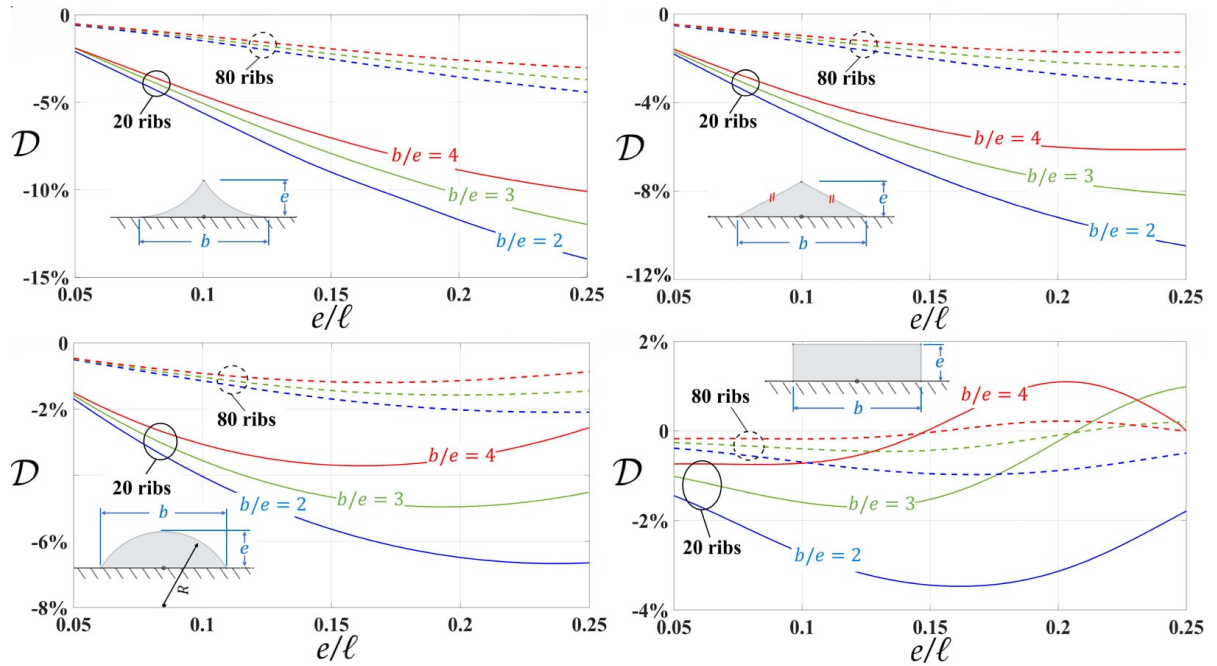 0
-5%
-10%
-15%
𝒟
80 ribs
20 ribs
b/e = 4
b/e = 3
b/e = 2
e
b
0.05
0.1
0.15
0.2
0.25
e/ℓ
0
-4%
-8%
-12%
𝒟
80 ribs
20 ribs
b/e = 4
b/e = 3
b/e = 2
e
b
0.05
0.1
0.15
0.2
0.25
e/ℓ
0
-2%
-4%
-6%
-8%
𝒟
80 ribs
20 ribs
b/e = 4
b/e = 3
b/e = 2
b
e
R
0.05
0.1
0.15
0.2
0.25
e/ℓ
2%
0
-2%
-4%
𝒟
e
b
80 ribs
20 ribs
b/e = 4
b/e = 3
b/e = 2
0.05
0.1
0.15
0.2
0.25
e/ℓ